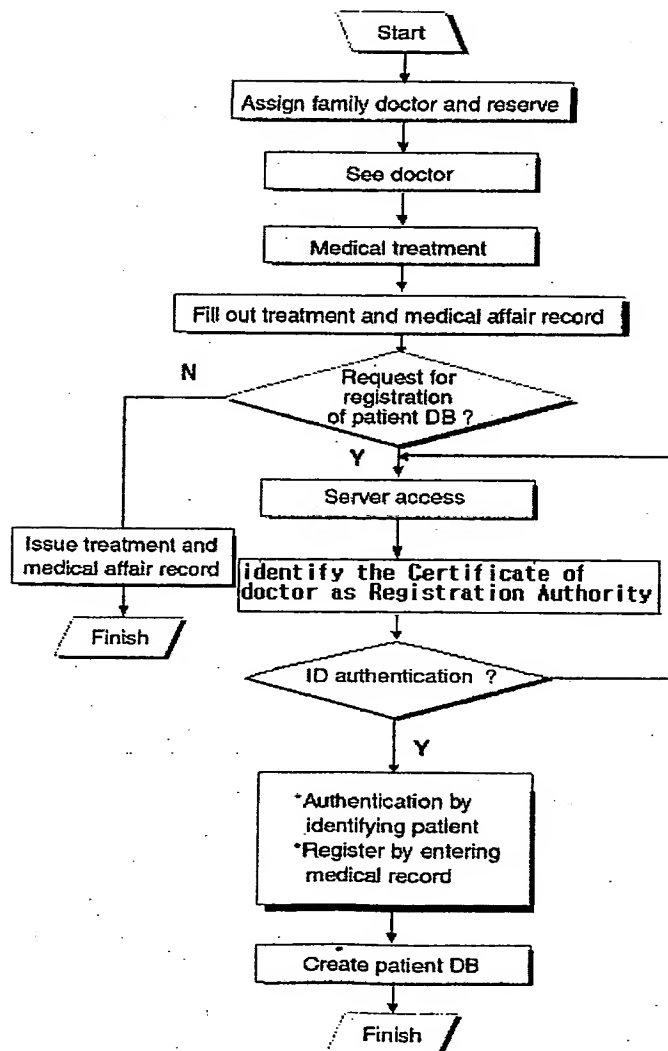 Start
Assign family doctor and reserve
See doctor
Medical treatment
Fill out treatment and medical affair record
N
Request for
registration
of patient DB ?
Y
Server access
Issue treatment and
medical affair record
identify the Certificate of
doctor as Registration Authority
Finish
ID authentication ?
Y
*Authentication by
identifying patient
*Register by entering
medical record
Create patient DB
Finish